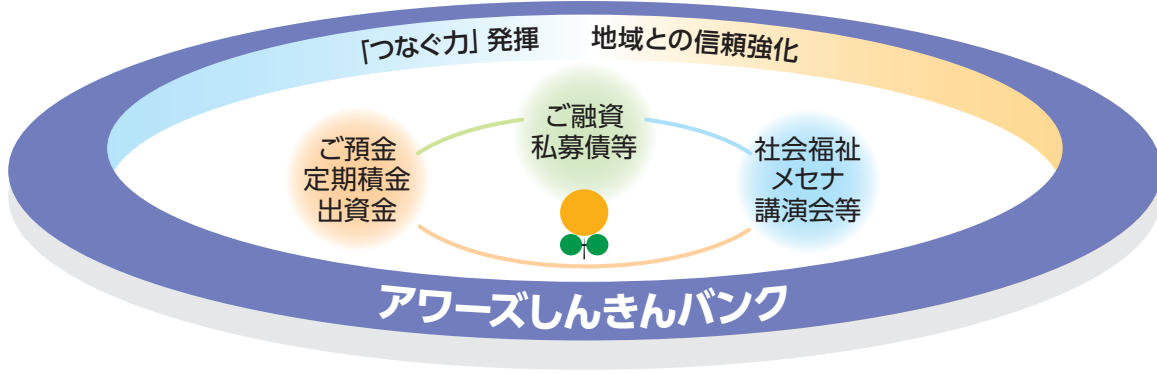 「つなぐ力」発揮 地域との信頼強化
ご融資
私募債等
ご預金
定期積金
出資金
社会福祉
メセナ
講演会等
アワーズしんきんバンク